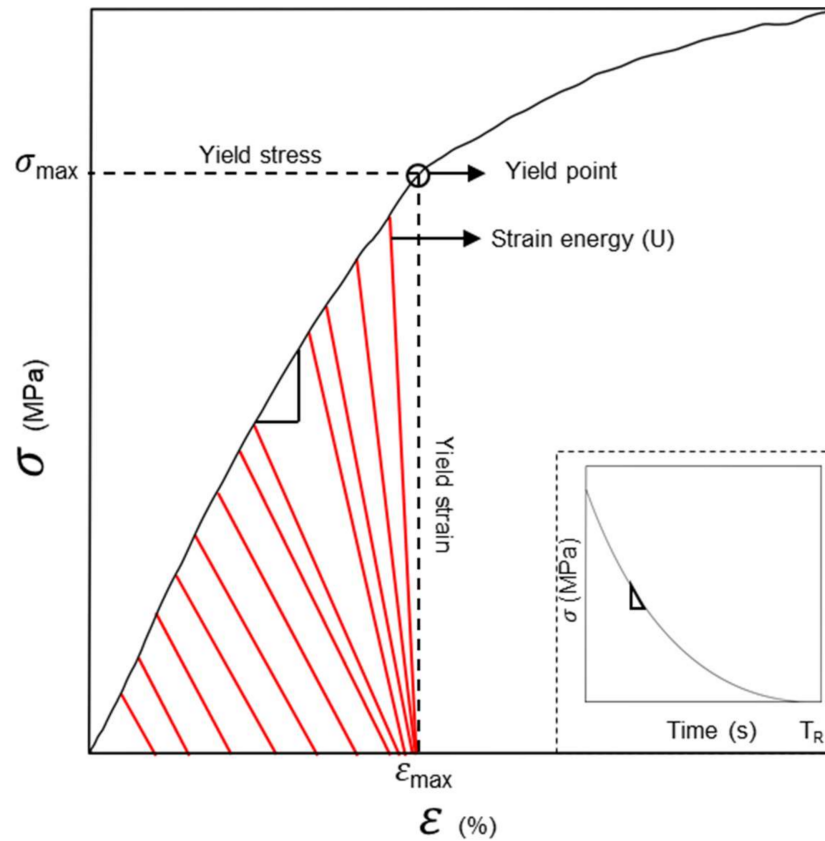 σmax
Yield stress
Yield point
Strain energy (U)
σ (MPa)
Yield strain
σ (MPa)
Time (s)
TR
εmax
ε (%)